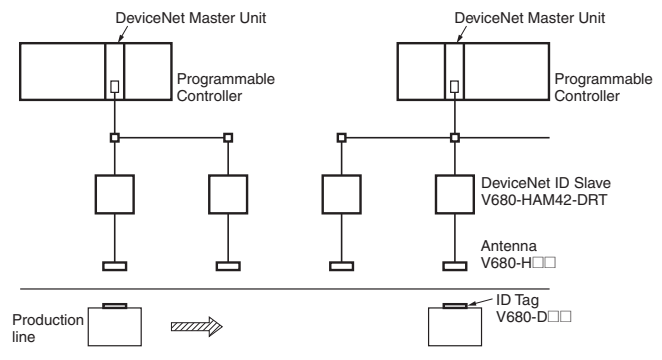 DeviceNet Master Unit
DeviceNet Master Unit
Programmable
Controller
Programmable
Controller
DeviceNet ID Slave
V680-HAM42-DRT
Antenna
V680-H□□
ID Tag
V680-D□□
Production
line